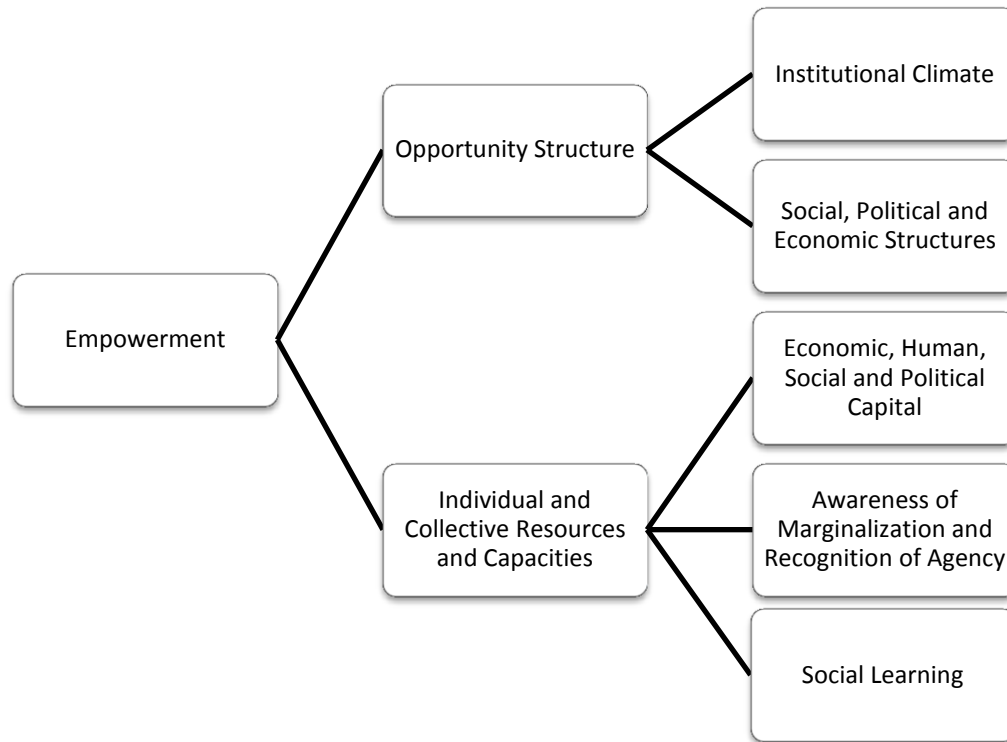 Empowerment
Opportunity Structure
Institutional Climate
Social, Political and
Economic Structures
Individual and
Collective Resources
and Capacities
Economic, Human,
Social and Political
Capital
Awareness of
Marginalization and
Recognition of Agency
Social Learning